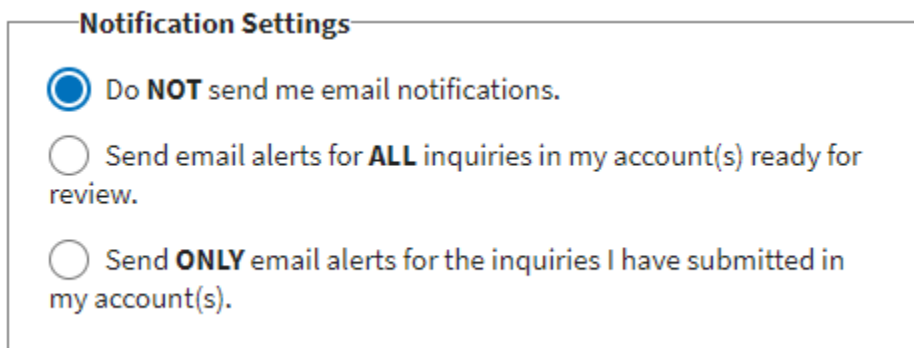 Notification Settings
Do NOT send me email notifications.
Send email alerts for ALL inquiries in my account(s) ready for
review.
Send ONLY email alerts for the inquiries I have submitted in
my account(s).